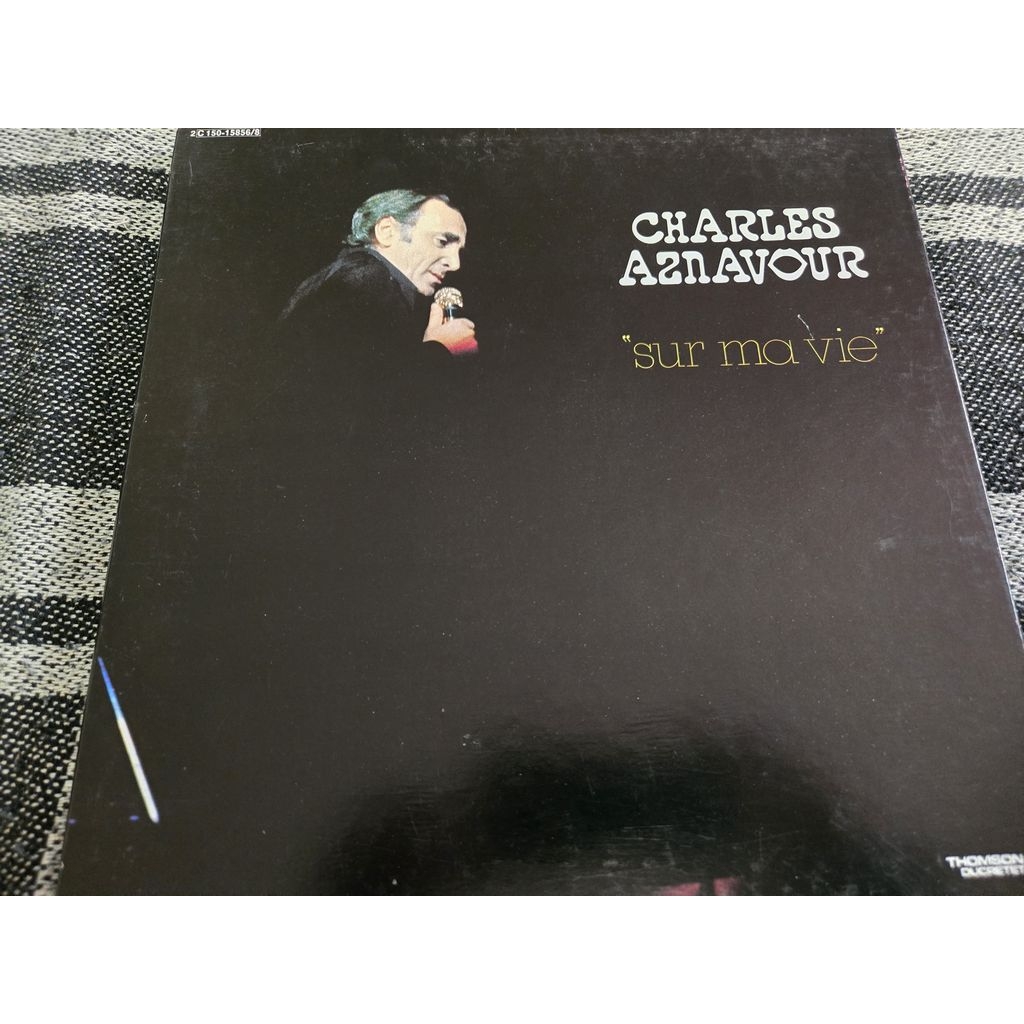 2C 150-15856/8
CHARLES
AZNAVOUR
"sur ma vie"
THOMSON
DUCRETET